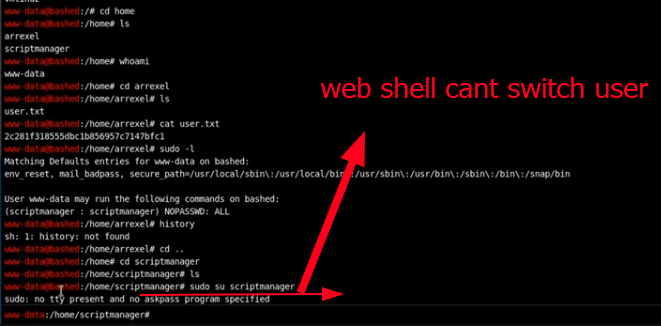 www-data@bashed:/# cd home
www-data@bashed:/home# ls
arrexel
scriptmanager
www-data@bashed:/home# whoami
www-data
www-data@bashed:/home# cd arrexel
www-data@bashed:/home/arrexel# ls
user.txt
www-data@bashed:/home/arrexel# cat user.txt
2c281f318555dbc1b856957c7147bfc1
www-data@bashed:/home/arrexel# sudo -l
Matching Defaults entries for www-data on bashed:
env_reset, mail_badpass, secure_path=/usr/local/sbin\:/usr/local/bin\:/usr/sbin\:/usr/bin\:/sbin\:/bin\:/snap/bin
User www-data may run the following commands on bashed:
(scriptmanager : scriptmanager) NOPASSWD: ALL
www-data@bashed:/home/arrexel# history
sh: 1: history: not found
www-data@bashed:/home/arrexel# cd ..
www-data@bashed:/home# cd scriptmanager
www-data@bashed:/home/scriptmanager# ls
www-data@bashed:/home/scriptmanager# sudo su scriptmanager
sudo: no tty present and no askpass program specified
www-data:/home/scriptmanager#
web shell cant switch user